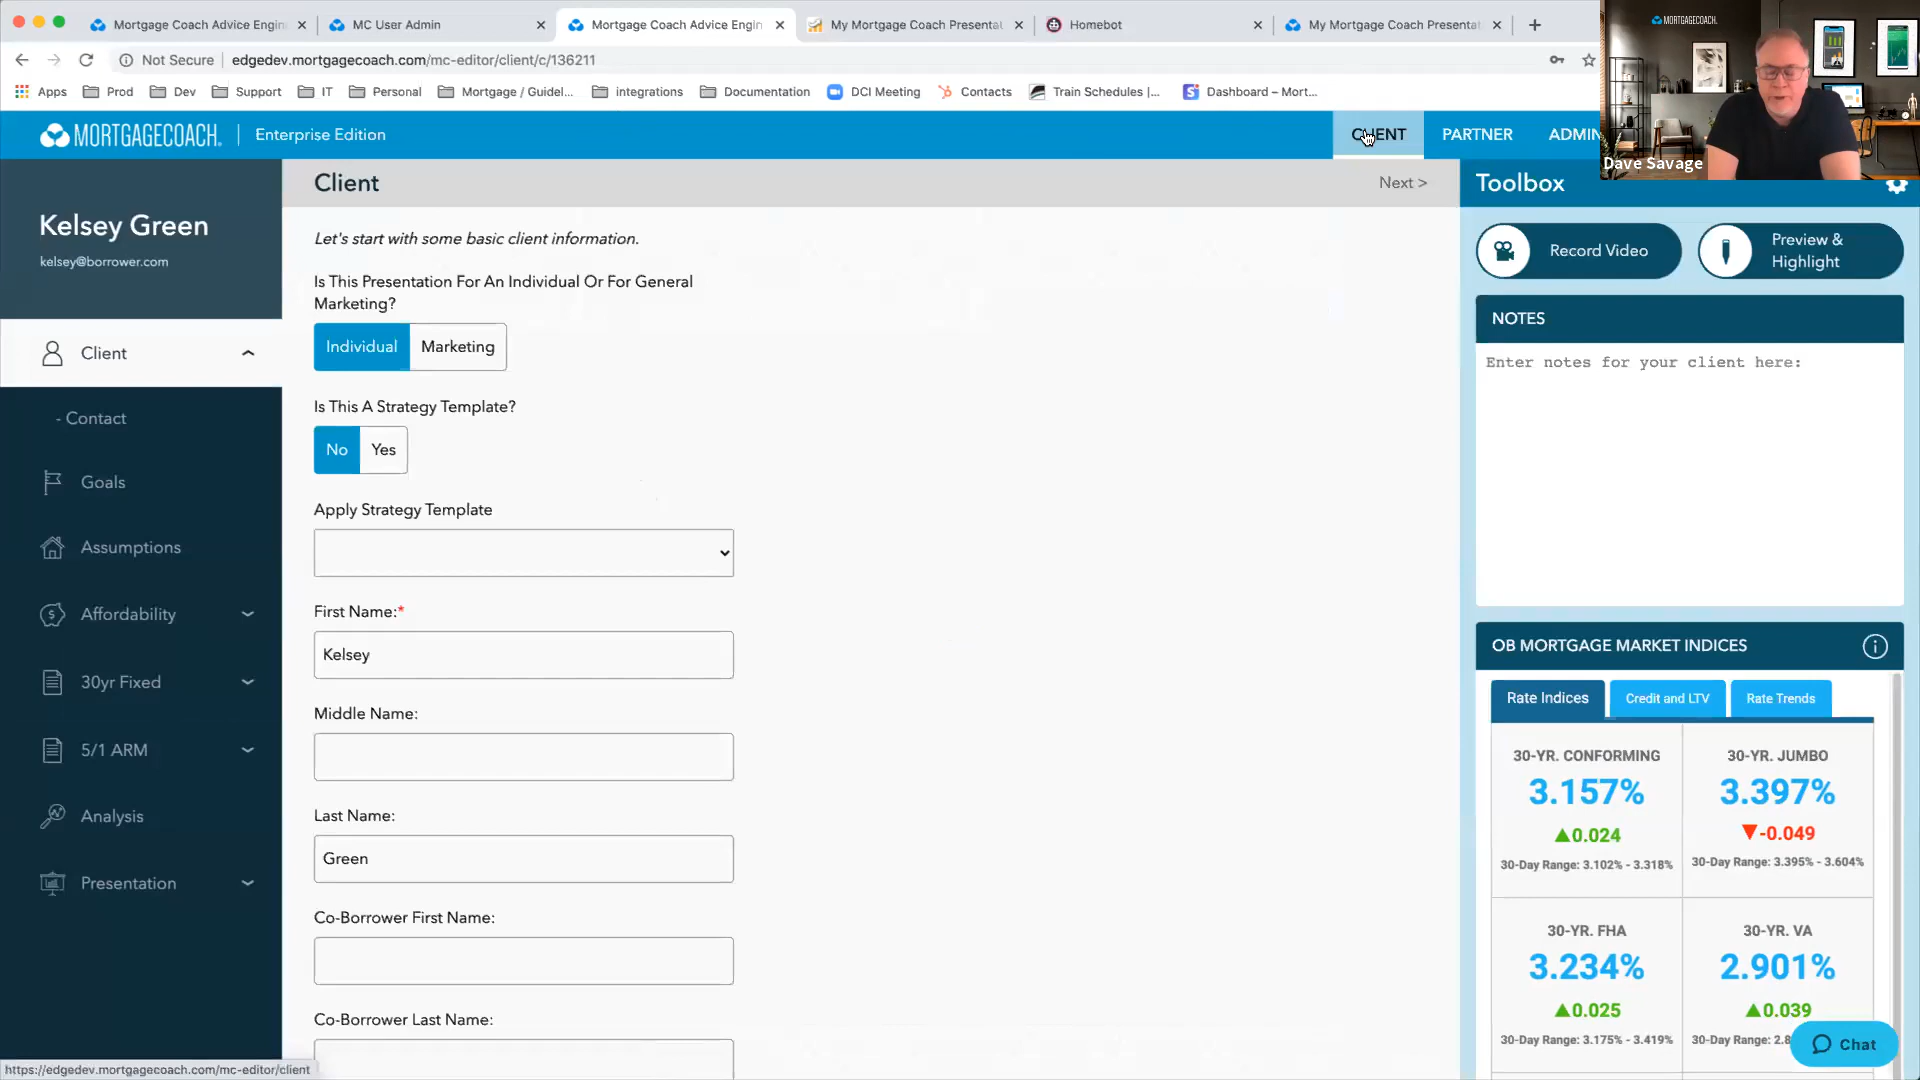 Mortgage Coach Advice Engin
MC User Admin
Mortgage Coach Advice Engin
My Mortgage Coach Presentat
Homebot
My Mortgage Coach Presentat
Not Secure
edgedev.mortgagecoach.com/mc-editor/client/c/136211
Apps
Prod
Dev
Support
IT
Personal
Mortgage / Guidel...
integrations
Documentation
DCI Meeting
Contacts
Train Schedules |...
Dashboard – Mort...
MORTGAGECOACH.
Dave Savage
MORTGAGECOACH.
Enterprise Edition
CLIENT
PARTNER
ADMIN
Kelsey Green
kelsey@borrower.com
Client
- Contact
Goals
Assumptions
Affordability
30yr Fixed
5/1 ARM
Analysis
Presentation
Client
Next >
Let's start with some basic client information.
Is This Presentation For An Individual Or For General
Marketing?
Individual
Marketing
Is This A Strategy Template?
No
Yes
Apply Strategy Template
First Name:*
Kelsey
Middle Name:
Last Name:
Green
Co-Borrower First Name:
Co-Borrower Last Name:
Toolbox
Record Video
Preview &
Highlight
NOTES
Enter notes for your client here:
OB MORTGAGE MARKET INDICES
Rate Indices
Credit and LTV
Rate Trends
30-YR. CONFORMING
3.157%
▲0.024
30-Day Range: 3.102% - 3.318%
30-YR. JUMBO
3.397%
▼-0.049
30-Day Range: 3.395% - 3.604%
30-YR. FHA
3.234%
▲0.025
30-Day Range: 3.175% - 3.419%
30-YR. VA
2.901%
▲0.039
30-Day Range: 2.8
Chat
https://edgedev.mortgagecoach.com/mc-editor/client